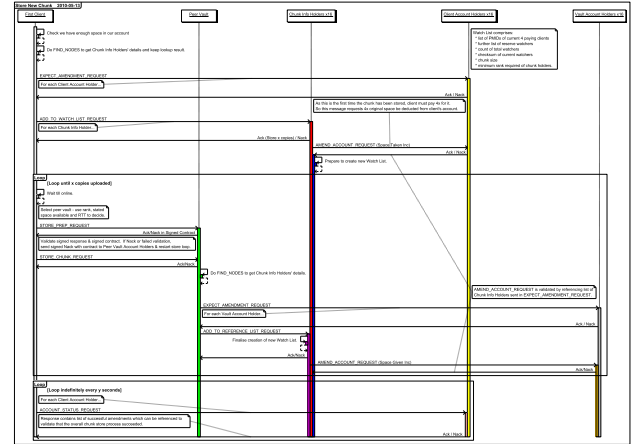 Store New Chunk 2010-05-13
First Client
Peer Vault
Chunk Info Holders x16
Client Account Holders x16
Vault Account Holders x16
Check we have enough space in our account
Do FIND_NODES to get Chunk Info Holders' details and keep lookup result.
Watch List comprises:
* list of PMIDs of current 4 paying clients
* further list of reserve watchers
* count of total watchers
* checksum of current watchers
* chunk size
* minimum rank required of chunk holders.
EXPECT_AMENDMENT_REQUEST
For each Client Account Holder...
Ack / Nack
As this is the first time the chunk has been stored, client must pay 4x for it.
So this message requests 4x original space be deducted from client's account.
ADD_TO_WATCH_LIST_REQUEST
For each Chunk Info Holder...
Ack (Store x copies) / Nack
AMEND_ACCOUNT_REQUEST (Space Taken Inc)
Ack / Nack
Prepare to create new Watch List.
Loop
[Loop until x copies uploaded]
Wait till online.
Select peer vault - use rank, stated
space available and RTT to decide.
STORE_PREP_REQUEST
Ack/Nack in Signed Contract
Validate signed response & signed contract. If Nack or failed validation,
send signed Nack with contract to Peer Vault Account Holders & restart store loop.
STORE_CHUNK_REQUEST
Ack/Nack
Do FIND_NODES to get Chunk Info Holders' details.
AMEND_ACCOUNT_REQUEST is validated by referencing list of
Chunk Info Holders sent in EXPECT_AMENDMENT_REQUEST.
EXPECT_AMENDMENT_REQUEST
For each Vault Account Holder...
Ack / Nack
ADD_TO_REFERENCE_LIST_REQUEST
Finalise creation of new Watch List.
Ack/Nack
AMEND_ACCOUNT_REQUEST (Space Given Inc)
Ack/Nack
Loop
[Loop indefinitely every y seconds]
For each Client Account Holder...
ACCOUNT_STATUS_REQUEST
Response contains list of successful amendments which can be referenced to
validate that the overall chunk store process succeeded.
Ack / Nack